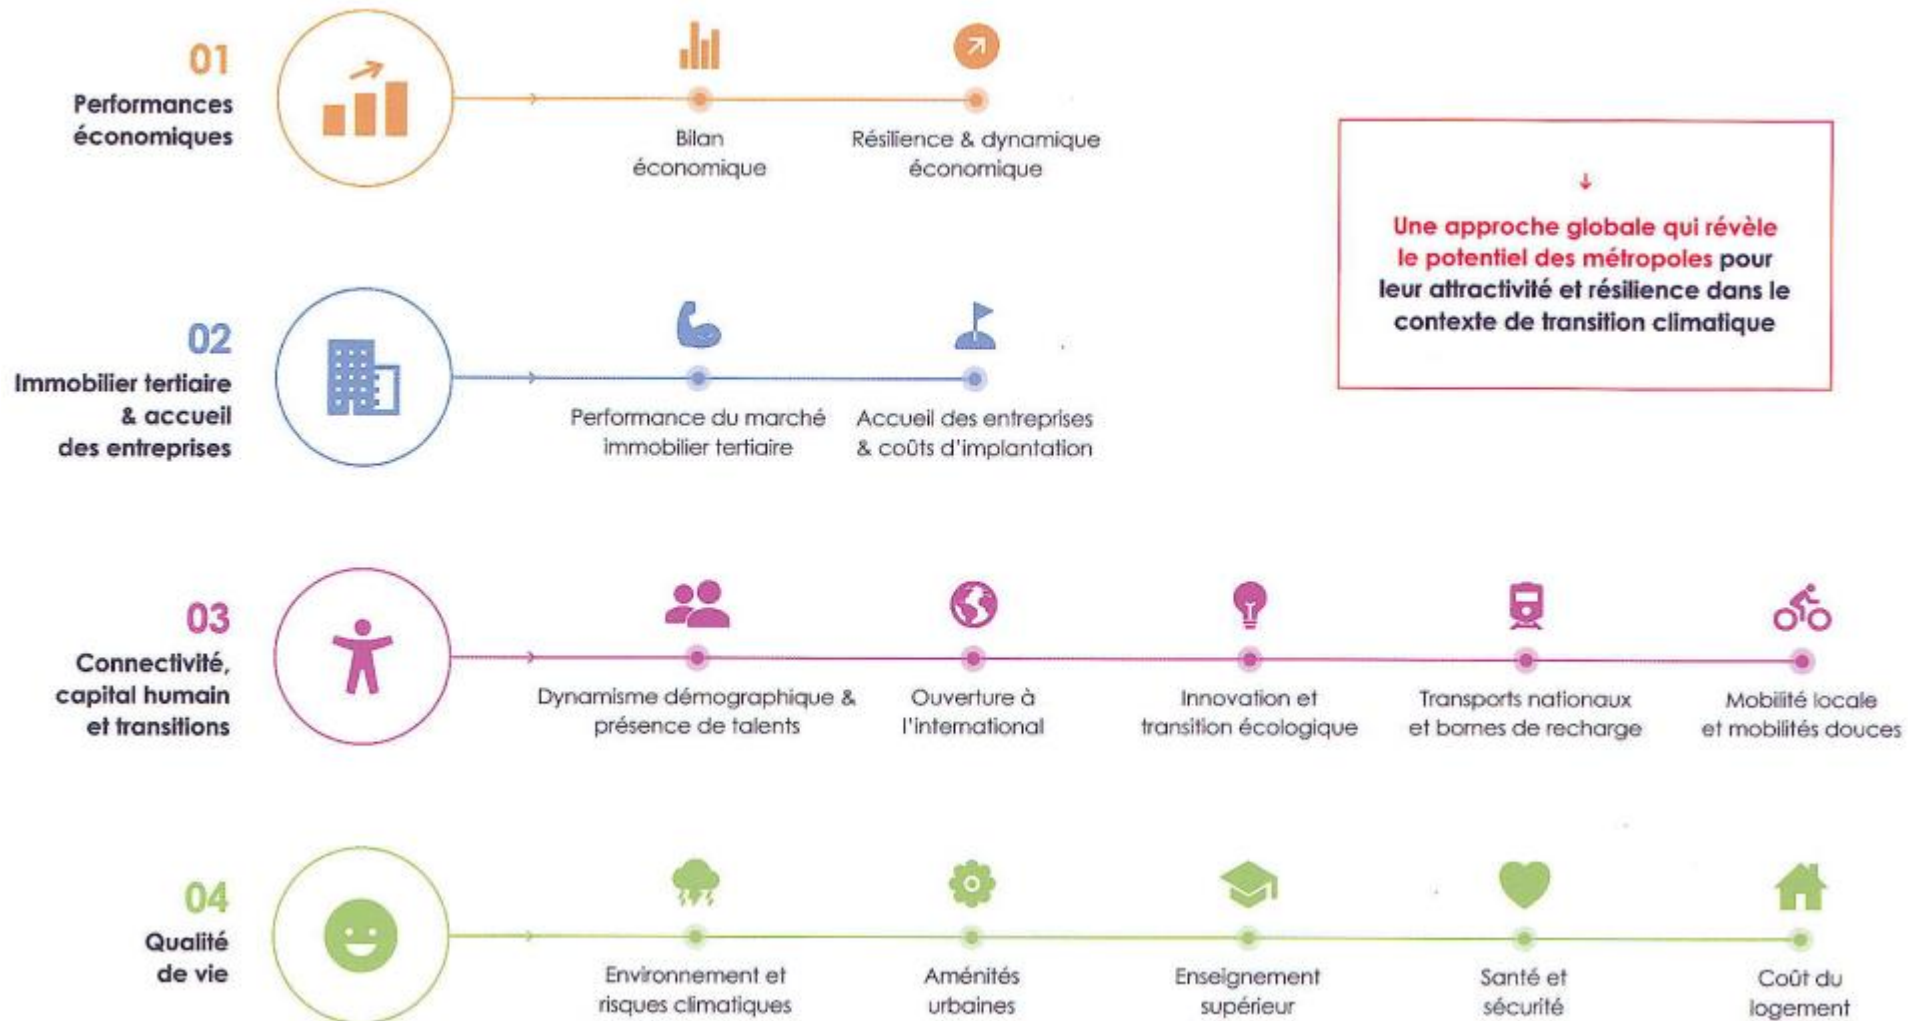 01
Performances
économiques
Bilan
économique
Résilience & dynamique
économique
↓
Une approche globale qui révèle
le potentiel des métropoles pour
leur attractivité et résilience dans le
contexte de transition climatique
02
Immobilier tertiaire
& accueil
des entreprises
Performance du marché
immobilier tertiaire
Accueil des entreprises
& coûts d'implantation
03
Connectivité,
capital humain
et transitions
Dynamisme démographique &
présence de talents
Ouverture à
l'international
Innovation et
transition écologique
Transports nationaux
et bornes de recharge
Mobilité locale
et mobilités douces
04
Qualité
de vie
Environnement et
risques climatiques
Aménités
urbaines
Enseignement
supérieur
Santé et
sécurité
Coût du
logement